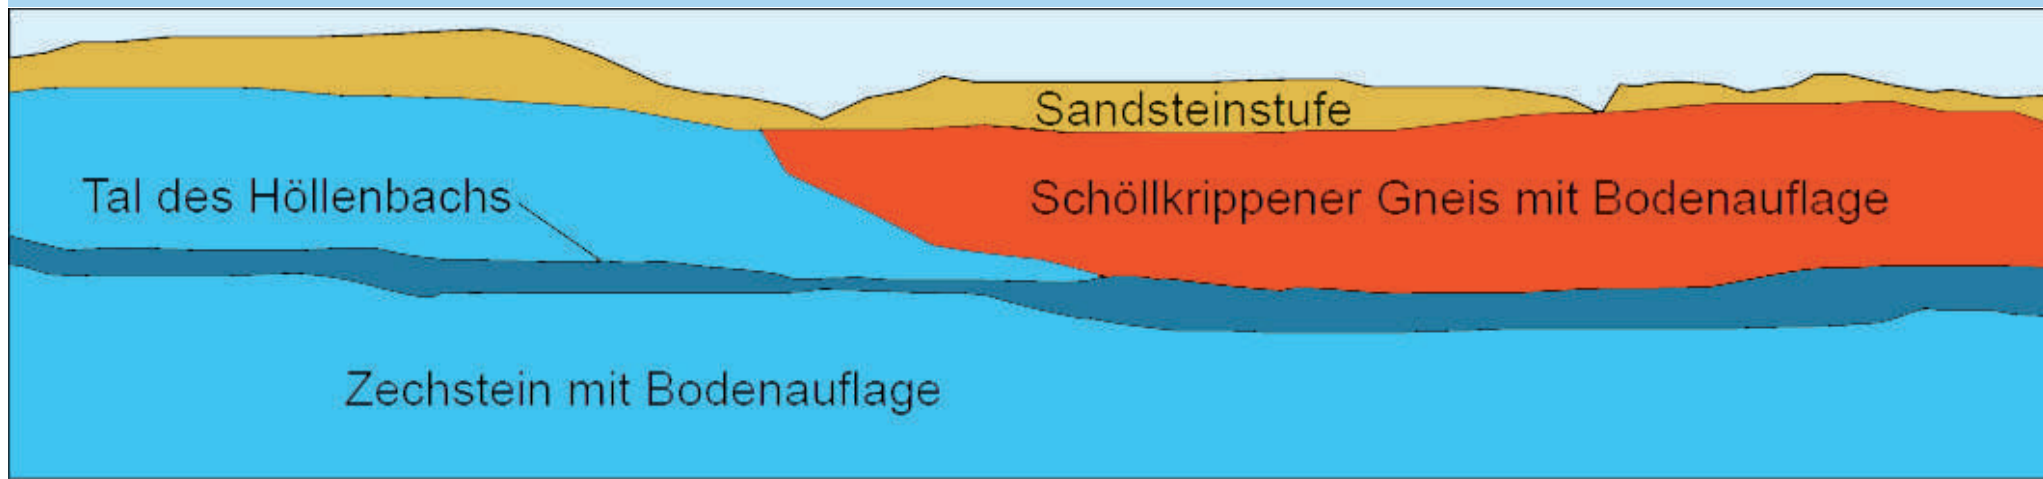 Sandsteinstufe
Tal des Höllenbachs
Schöllkrippener Gneis mit Bodenauflage
Zechstein mit Bodenauflage